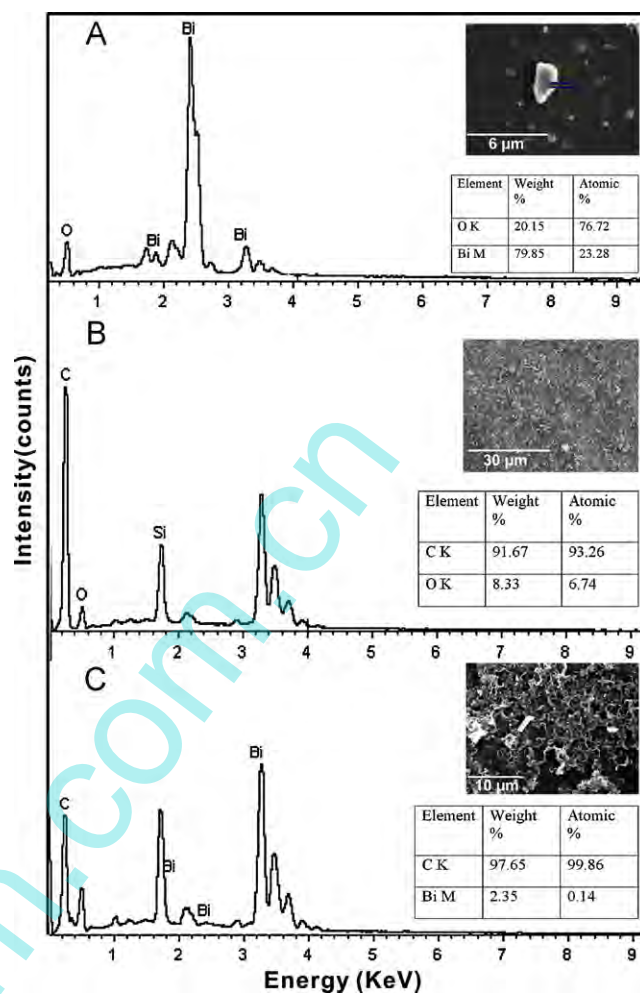 A
Bi
O
Bi
Bi
6 µm
Element Weight % Atomic %
O K 20.15 76.72
Bi M 79.85 23.28
1 2 3 4 5 6 7 8 9
B
C
Si
O
30 µm
Element Weight % Atomic %
C K 91.67 93.26
O K 8.33 6.74
1 2 3 4 5 6 7 8 9
C
Bi
C
Bi
Bi
10 µm
Element Weight % Atomic %
C K 97.65 99.86
Bi M 2.35 0.14
1 2 3 4 5 6 7 8 9
Energy (KeV)
Intensity(counts)
m.com.cn